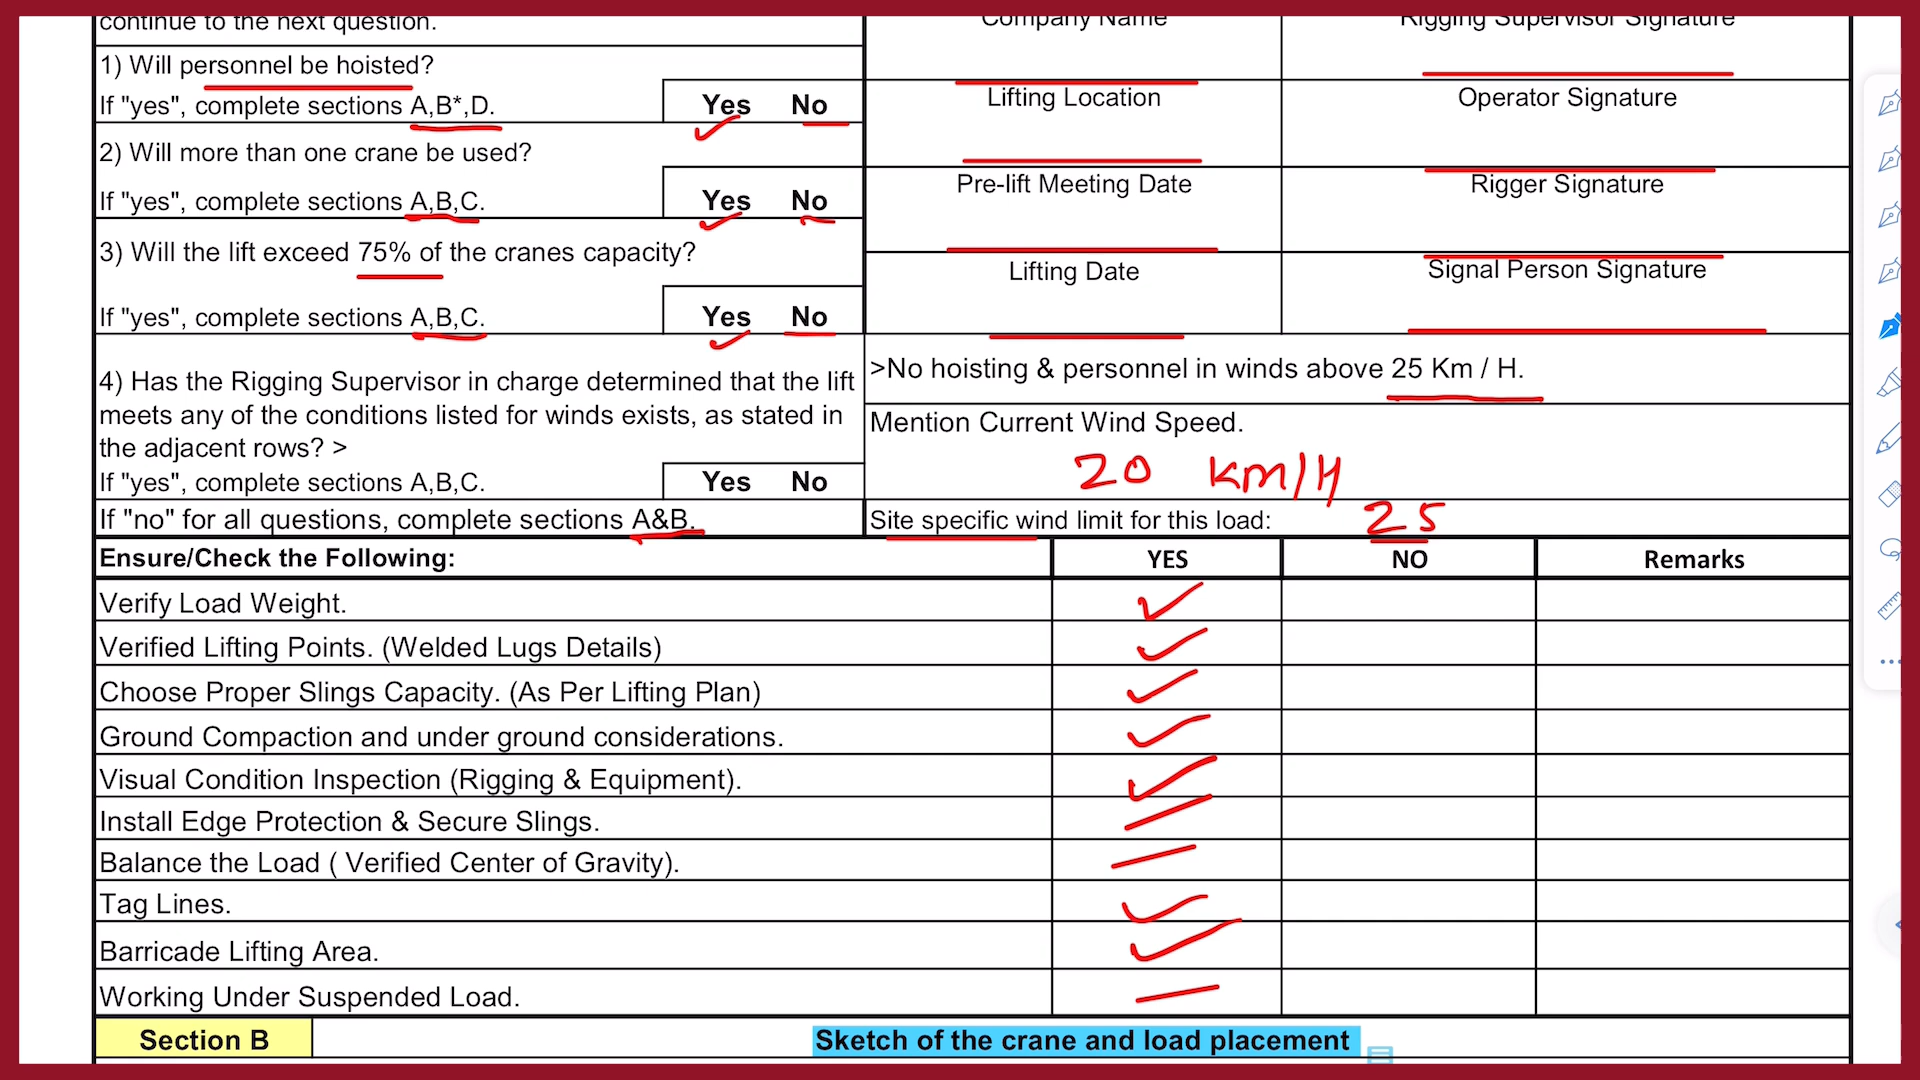 continue to the next question.
Company Name
Rigging Supervisor Signature
1) Will personnel be hoisted?
If "yes", complete sections A,B*,D.
Yes No
Lifting Location
Operator Signature
2) Will more than one crane be used?
If "yes", complete sections A,B,C.
Yes No
Pre-lift Meeting Date
Rigger Signature
3) Will the lift exceed 75% of the cranes capacity?
If "yes", complete sections A,B,C.
Yes No
Lifting Date
Signal Person Signature
4) Has the Rigging Supervisor in charge determined that the lift
meets any of the conditions listed for winds exists, as stated in
the adjacent rows? >
If "yes", complete sections A,B,C.
Yes No
>No hoisting & personnel in winds above 25 Km / H.
Mention Current Wind Speed.
20 Km/H
If "no" for all questions, complete sections A&B.
Site specific wind limit for this load: 25
Ensure/Check the Following:
YES
NO
Remarks
Verify Load Weight.
Verified Lifting Points. (Welded Lugs Details)
Choose Proper Slings Capacity. (As Per Lifting Plan)
Ground Compaction and under ground considerations.
Visual Condition Inspection (Rigging & Equipment).
Install Edge Protection & Secure Slings.
Balance the Load ( Verified Center of Gravity).
Tag Lines.
Barricade Lifting Area.
Working Under Suspended Load.
Section B
Sketch of the crane and load placement